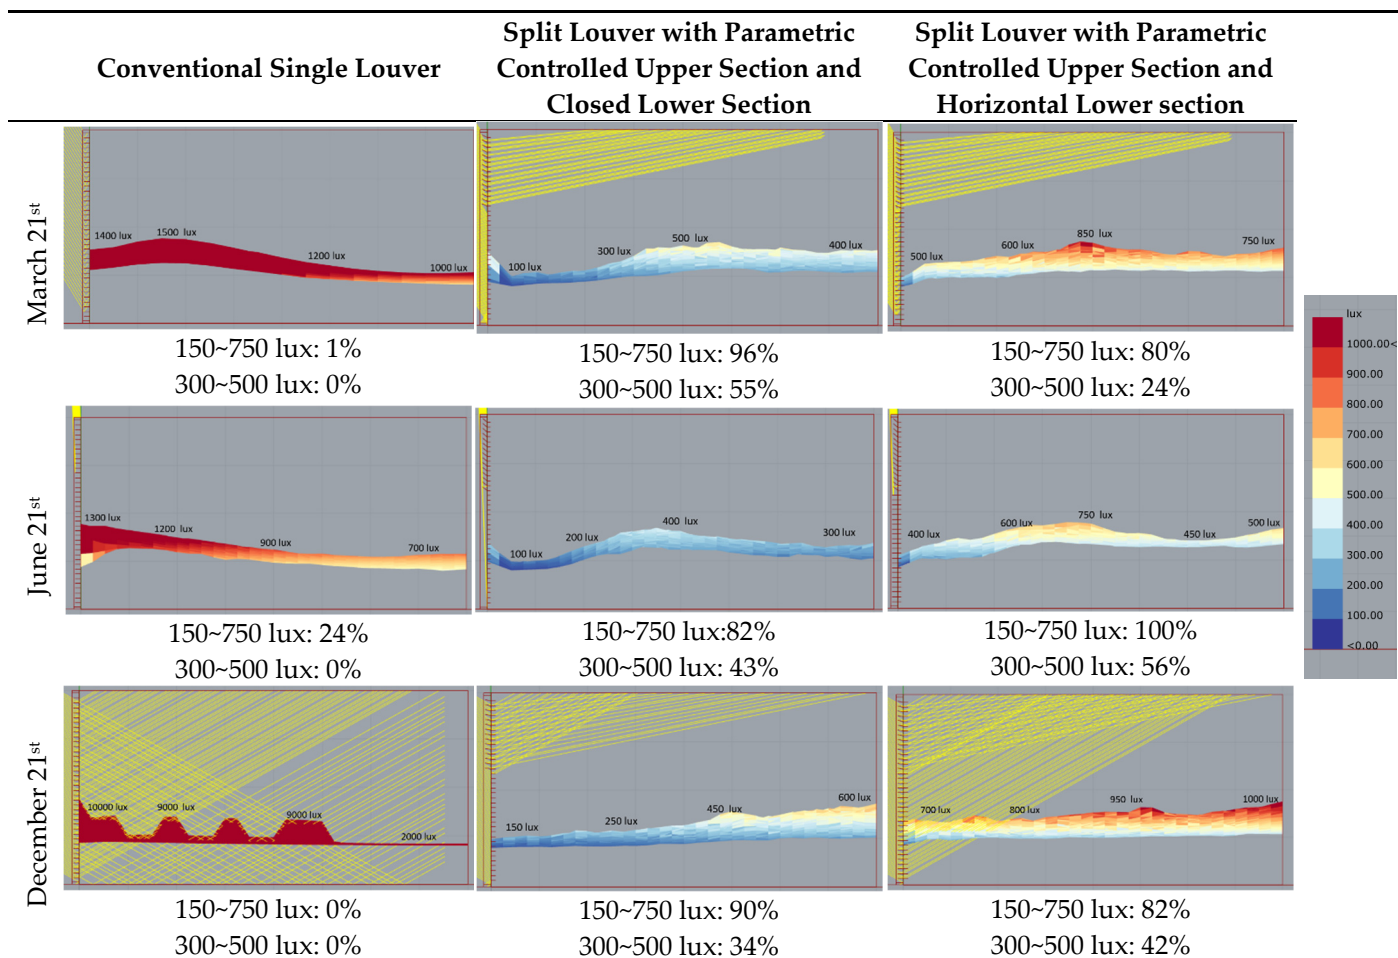 Conventional Single Louver
Split Louver with Parametric
Controlled Upper Section and
Closed Lower Section
Split Louver with Parametric
Controlled Upper Section and
Horizontal Lower section
March 21st
1400 lux
1500 lux
1200 lux
1000 lux
150~750 lux: 1%
300~500 lux: 0%
100 lux
300 lux
500 lux
400 lux
150~750 lux: 96%
300~500 lux: 55%
500 lux
600 lux
850 lux
750 lux
150~750 lux: 80%
300~500 lux: 24%
June 21st
1300 lux
1200 lux
900 lux
700 lux
150~750 lux: 24%
300~500 lux: 0%
100 lux
200 lux
400 lux
300 lux
150~750 lux:82%
300~500 lux: 43%
400 lux
600 lux
750 lux
450 lux
500 lux
150~750 lux: 100%
300~500 lux: 56%
December 21st
10000 lux
9000 lux
9000 lux
2000 lux
150~750 lux: 0%
300~500 lux: 0%
150 lux
250 lux
450 lux
600 lux
150~750 lux: 90%
300~500 lux: 34%
700 lux
800 lux
950 lux
1000 lux
150~750 lux: 82%
300~500 lux: 42%
lux
1000.00<
900.00
800.00
700.00
600.00
500.00
400.00
300.00
200.00
100.00
<0.00